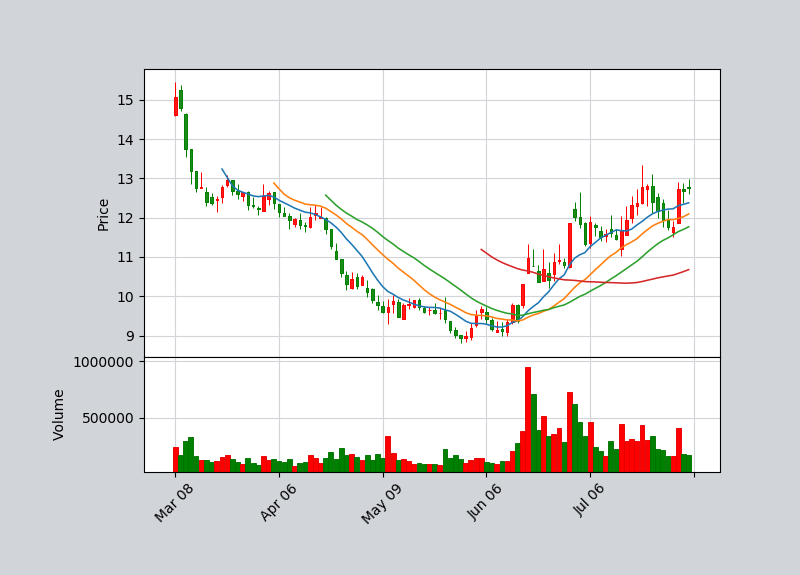 Price
15
14
13
12
11
10
9
Volume
1000000
500000
Mar 08
Apr 06
May 09
Jun 06
Jul 06